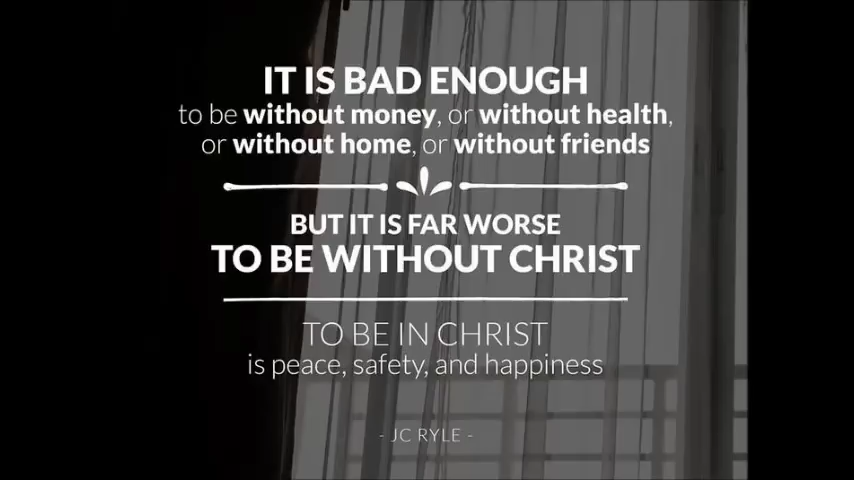 IT IS BAD ENOUGH
to be without money, or without health,
or without home, or without friends
BUT IT IS FAR WORSE
TO BE WITHOUT CHRIST
TO BE IN CHRIST
is peace, safety, and happiness
- JC RYLE -